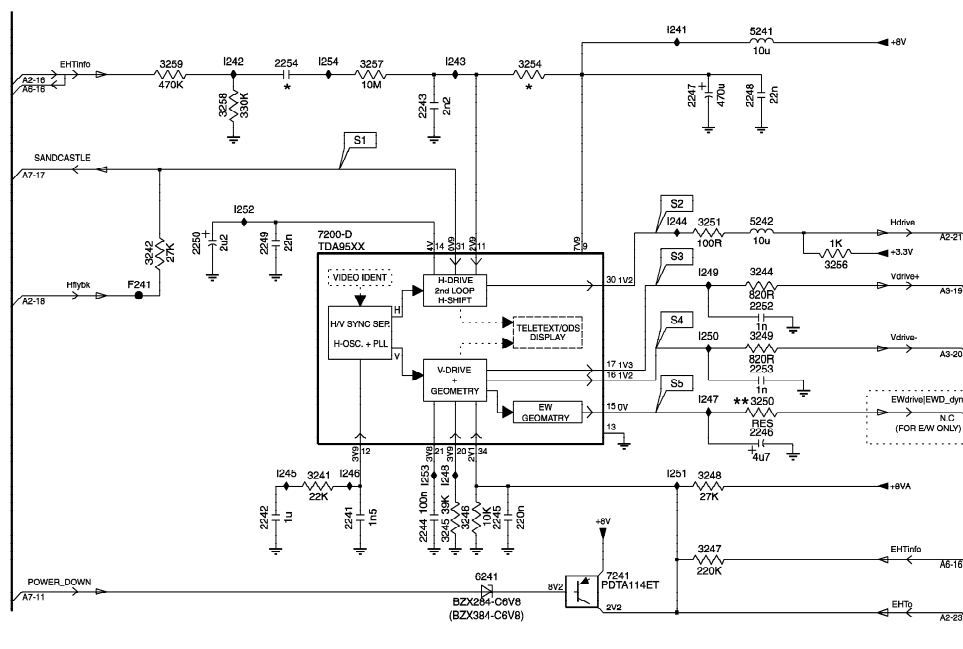 I241
5241
10u
+8V
EHTinfo
3259
470K
I242
2254
*
I254
3257
10M
I243
3254
*
A2-16
A6-16
3258
330K
2243
2n2
2247
+
470u
2248
22n
SANDCASTLE
A7-17
S1
I252
2250
+
2u2
2249
22n
3242
27K
7200-D
TDA95XX
4V
14
0V9
31
2V9
11
7V9
9
S2
I244
3251
100R
5242
10u
Hdrive
A2-21
1K
3256
+3.3V
Hflybk
A2-18
F241
VIDEO IDENT
H-DRIVE
2nd LOOP
H-SHIFT
30 1V2
S3
I249
3244
820R
Vdrive+
A3-19
2252
1n
H/V SYNC SEP.
H-OSC. + PLL
H
V
TELETEXT/ODS
DISPLAY
S4
I250
3249
820R
Vdrive-
A3-20
2253
1n
V-DRIVE
+
GEOMETRY
17 1V3
16 1V2
EW
GEOMATRY
15 0V
13
S5
I247
**
3250
RES
2246
+
4u7
EWdrive|EWD_dyn
N.C
(FOR E/W ONLY)
3V9
12
3V8
21
3V9
20
2V1
34
I245
3241
22K
I246
2242
1u
2241
1n5
I253
I248
2244
100n
3245
39K
3246
10K
2245
220n
I251
3248
27K
+8VA
+8V
3247
220K
EHTinfo
A6-16
POWER_DOWN
A7-11
6241
BZX284-C6V8
(BZX384-C6V8)
8V2
7241
PDTA114ET
2V2
EHTo
A2-23